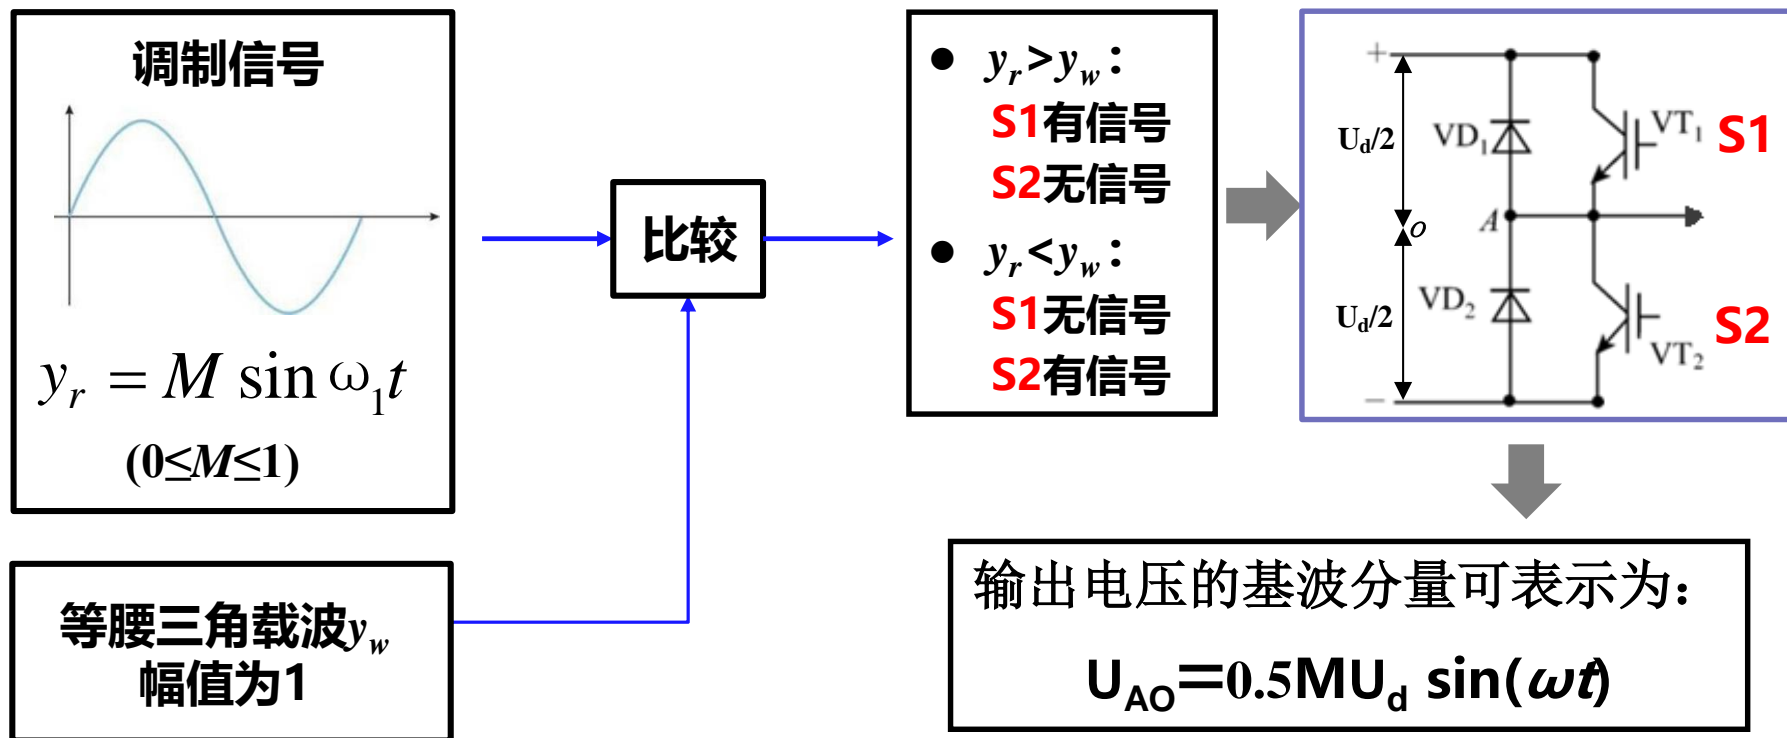 调制信号
y_r = M sin ω_1 t
(0≤M≤1)
等腰三角载波y_w
幅值为1
比较
● y_r>y_w：
S1有信号
S2无信号
● y_r<y_w：
S1无信号
S2有信号
+
U_d/2
VD_1
VT_1
S1
A
o
U_d/2
VD_2
VT_2
S2
−
输出电压的基波分量可表示为：
U_AO＝0.5MU_d sin(ωt)